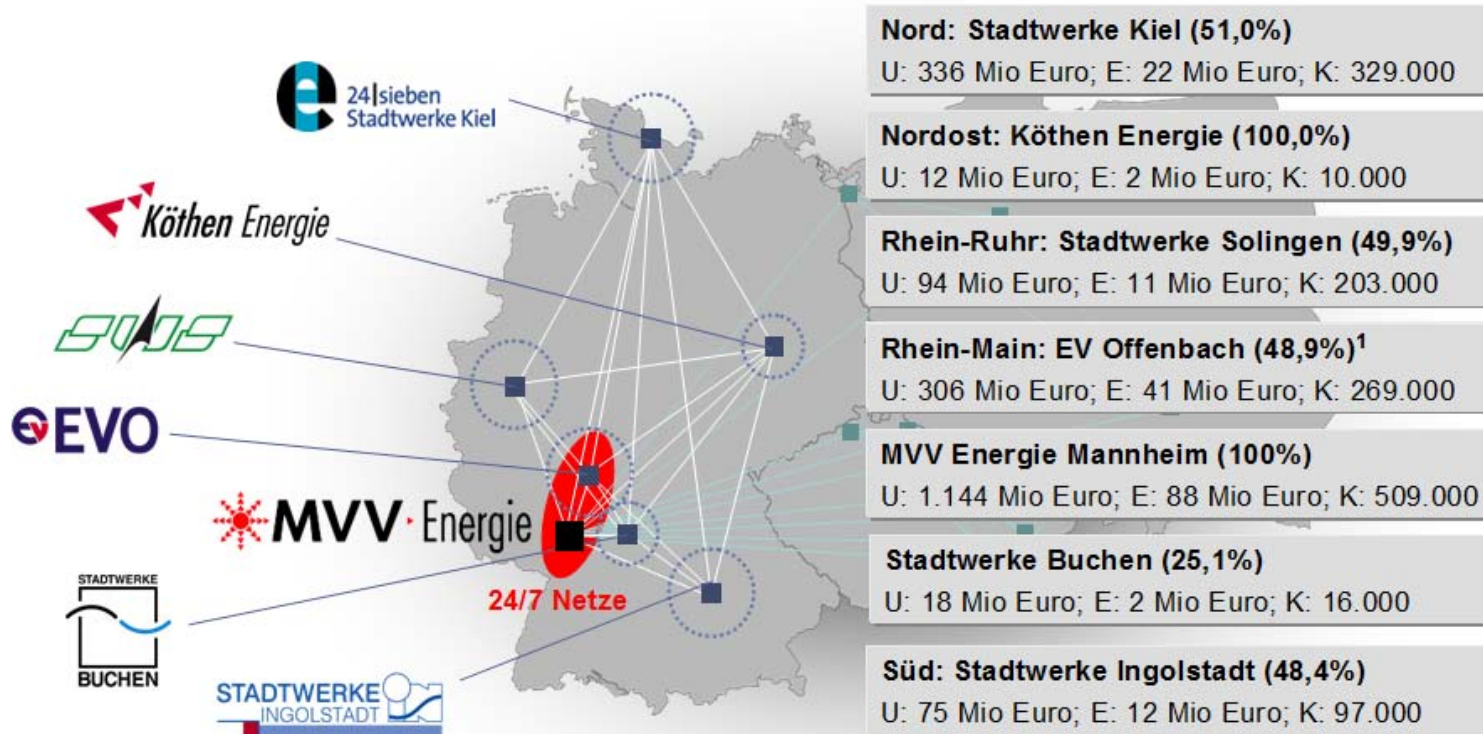 24|sieben
Stadtwerke Kiel
Köthen Energie
SWS
EVO
MVV Energie
24/7 Netze
STADTWERKE
BUCHEN
STADTWERKE
INGOLSTADT
Nord: Stadtwerke Kiel (51,0%)
U: 336 Mio Euro; E: 22 Mio Euro; K: 329.000
Nordost: Köthen Energie (100,0%)
U: 12 Mio Euro; E: 2 Mio Euro; K: 10.000
Rhein-Ruhr: Stadtwerke Solingen (49,9%)
U: 94 Mio Euro; E: 11 Mio Euro; K: 203.000
Rhein-Main: EV Offenbach (48,9%)¹
U: 306 Mio Euro; E: 41 Mio Euro; K: 269.000
MVV Energie Mannheim (100%)
U: 1.144 Mio Euro; E: 88 Mio Euro; K: 509.000
Stadtwerke Buchen (25,1%)
U: 18 Mio Euro; E: 2 Mio Euro; K: 16.000
Süd: Stadtwerke Ingolstadt (48,4%)
U: 75 Mio Euro; E: 12 Mio Euro; K: 97.000